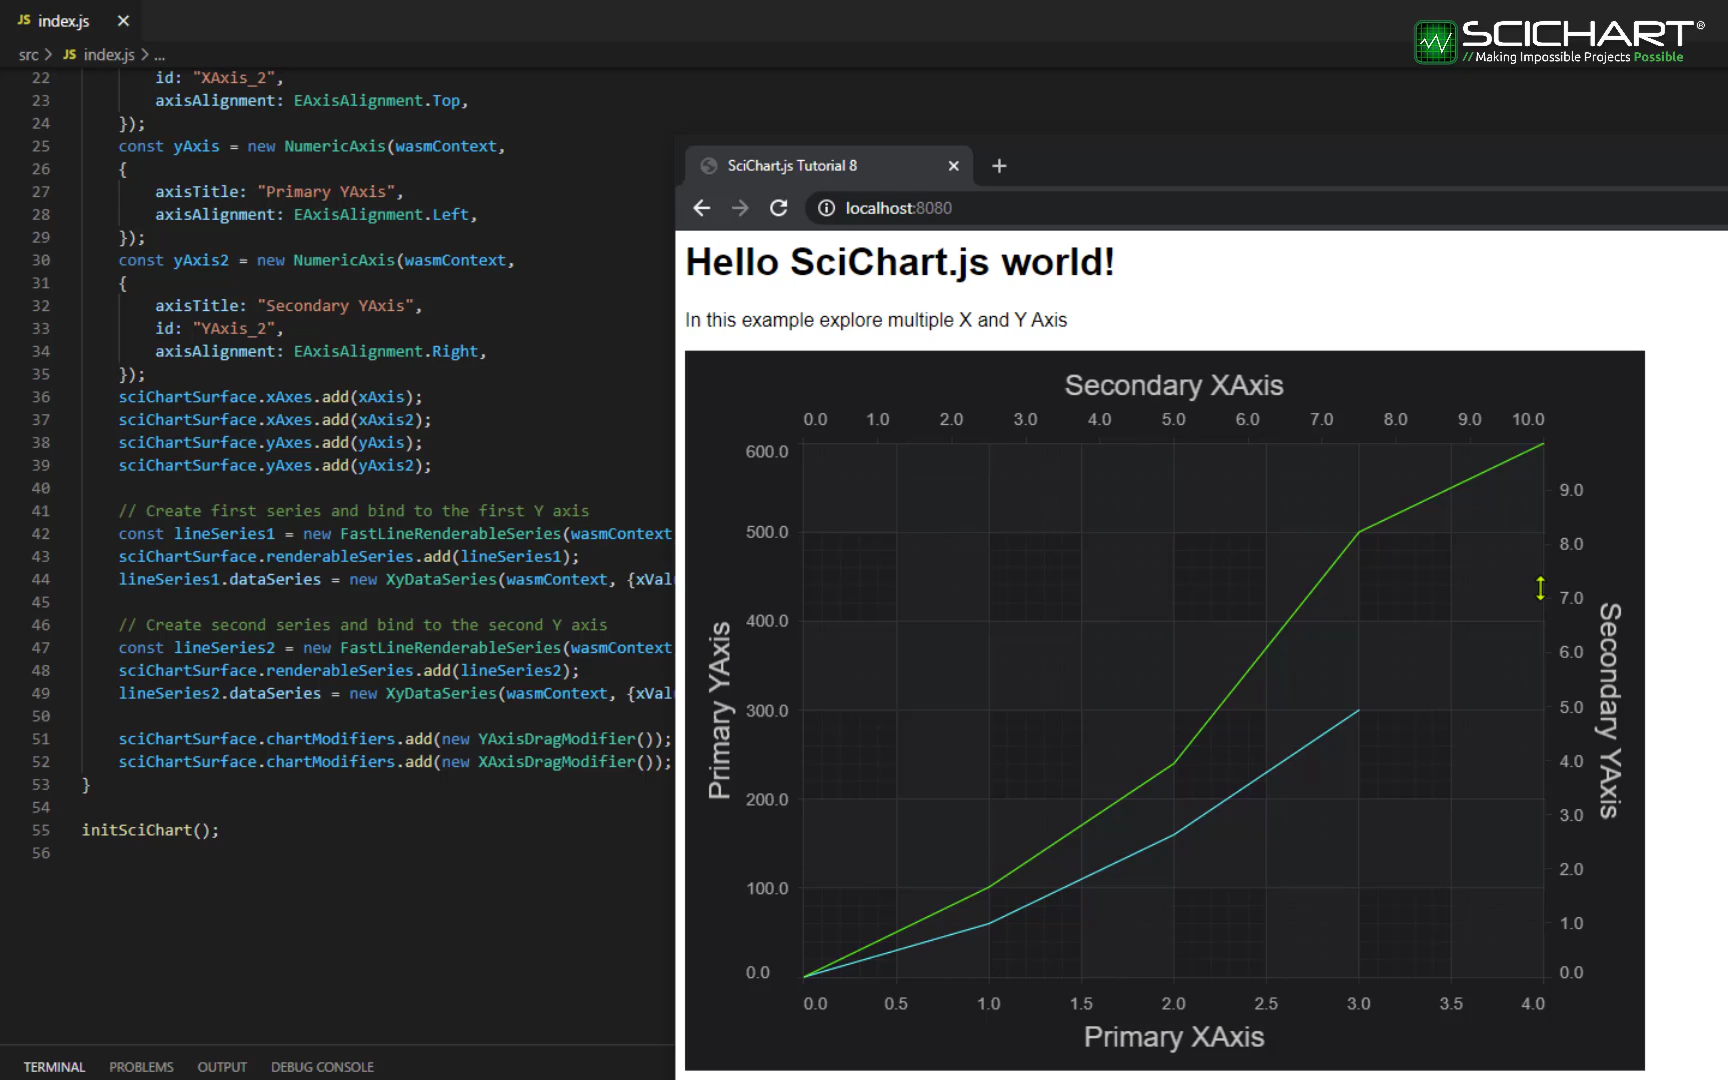 JS index.js ×
SCICHART®
// Making Impossible Projects Possible
src > JS index.js > ...
22 id: "XAxis_2",
23 axisAlignment: EAxisAlignment.Top,
24 });
25 const yAxis = new NumericAxis(wasmContext,
26 {
27 axisTitle: "Primary YAxis",
28 axisAlignment: EAxisAlignment.Left,
29 });
30 const yAxis2 = new NumericAxis(wasmContext,
31 {
32 axisTitle: "Secondary YAxis",
33 id: "YAxis_2",
34 axisAlignment: EAxisAlignment.Right,
35 });
36 sciChartSurface.xAxes.add(xAxis);
37 sciChartSurface.xAxes.add(xAxis2);
38 sciChartSurface.yAxes.add(yAxis);
39 sciChartSurface.yAxes.add(yAxis2);
40
41 // Create first series and bind to the first Y axis
42 const lineSeries1 = new FastLineRenderableSeries(wasmContext
43 sciChartSurface.renderableSeries.add(lineSeries1);
44 lineSeries1.dataSeries = new XyDataSeries(wasmContext, {xValu
45
46 // Create second series and bind to the second Y axis
47 const lineSeries2 = new FastLineRenderableSeries(wasmContext
48 sciChartSurface.renderableSeries.add(lineSeries2);
49 lineSeries2.dataSeries = new XyDataSeries(wasmContext, {xValu
50
51 sciChartSurface.chartModifiers.add(new YAxisDragModifier());
52 sciChartSurface.chartModifiers.add(new XAxisDragModifier());
53 }
54
55 initSciChart();
56
TERMINAL PROBLEMS OUTPUT DEBUG CONSOLE
SciChart.js Tutorial 8
localhost:8080
Hello SciChart.js world!
In this example explore multiple X and Y Axis
Secondary XAxis
0.0 1.0 2.0 3.0 4.0 5.0 6.0 7.0 8.0 9.0 10.0
Primary YAxis
600.0
500.0
400.0
300.0
200.0
100.0
0.0
9.0
8.0
7.0
6.0
5.0
4.0
3.0
2.0
1.0
0.0
Secondary YAxis
0.0 0.5 1.0 1.5 2.0 2.5 3.0 3.5 4.0
Primary XAxis